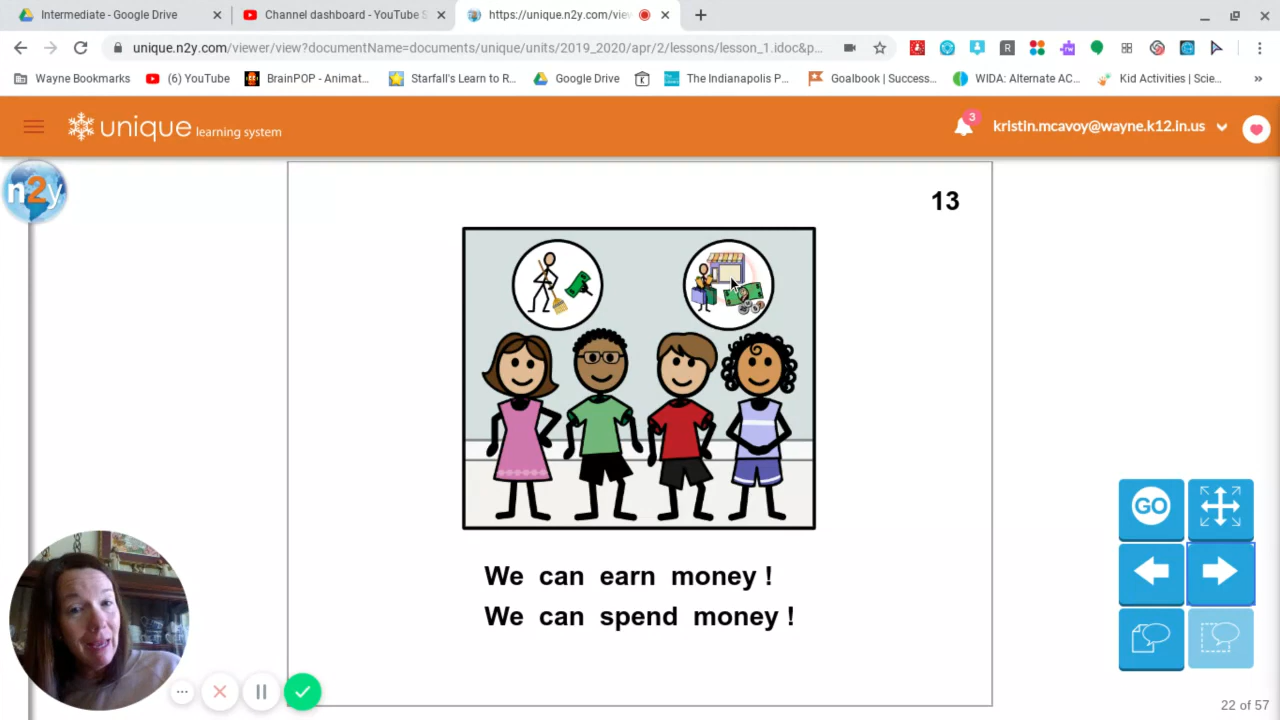 Intermediate - Google Drive
Channel dashboard - YouTube S
https://unique.n2y.com/view
unique.n2y.com/viewer/view?documentName=documents/unique/units/2019_2020/apr/2/lessons/lesson_1.idoc&p...
Wayne Bookmarks
(6) YouTube
BrainPOP - Animat...
Starfall's Learn to R...
Google Drive
The Indianapolis P...
Goalbook | Success...
WIDA: Alternate AC...
Kid Activities | Scie...
»
unique learning system
3
kristin.mcavoy@wayne.k12.in.us
n2y
13
We can earn money !
We can spend money !
GO
22 of 57